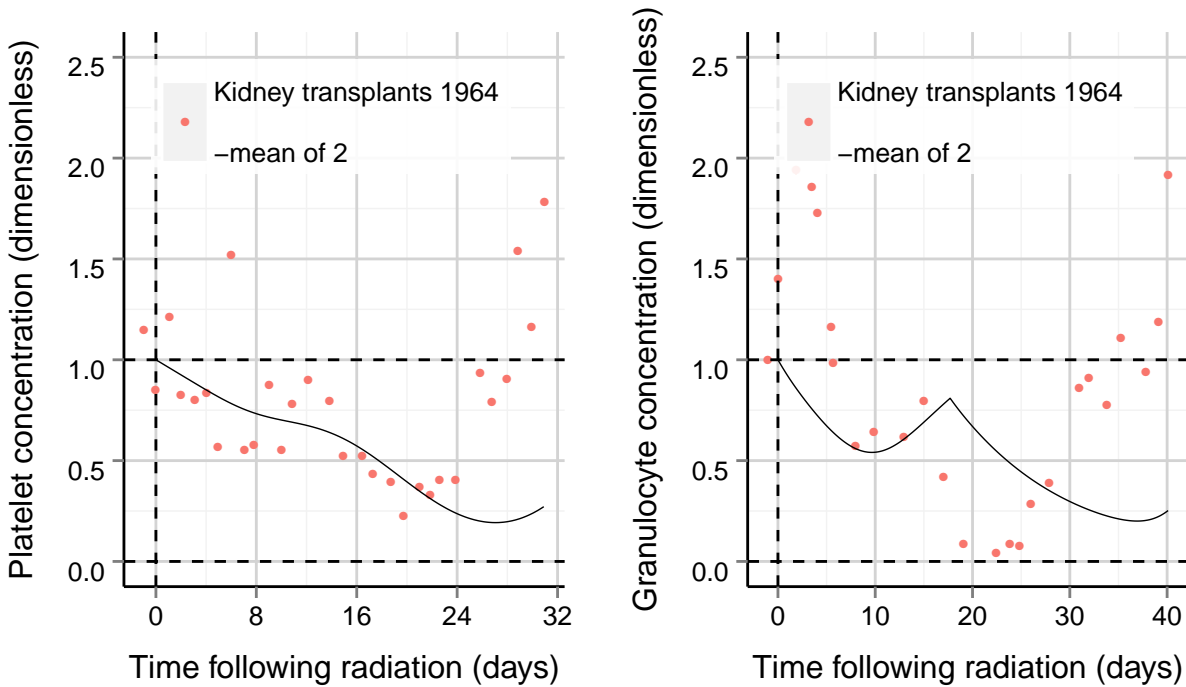 Platelet concentration (dimensionless)
2.5
2.0
1.5
1.0
0.5
0.0
Kidney transplants 1964
−mean of 2
0 8 16 24 32
Time following radiation (days)
Granulocyte concentration (dimensionless)
2.5
2.0
1.5
1.0
0.5
0.0
Kidney transplants 1964
−mean of 2
0 10 20 30 40
Time following radiation (days)